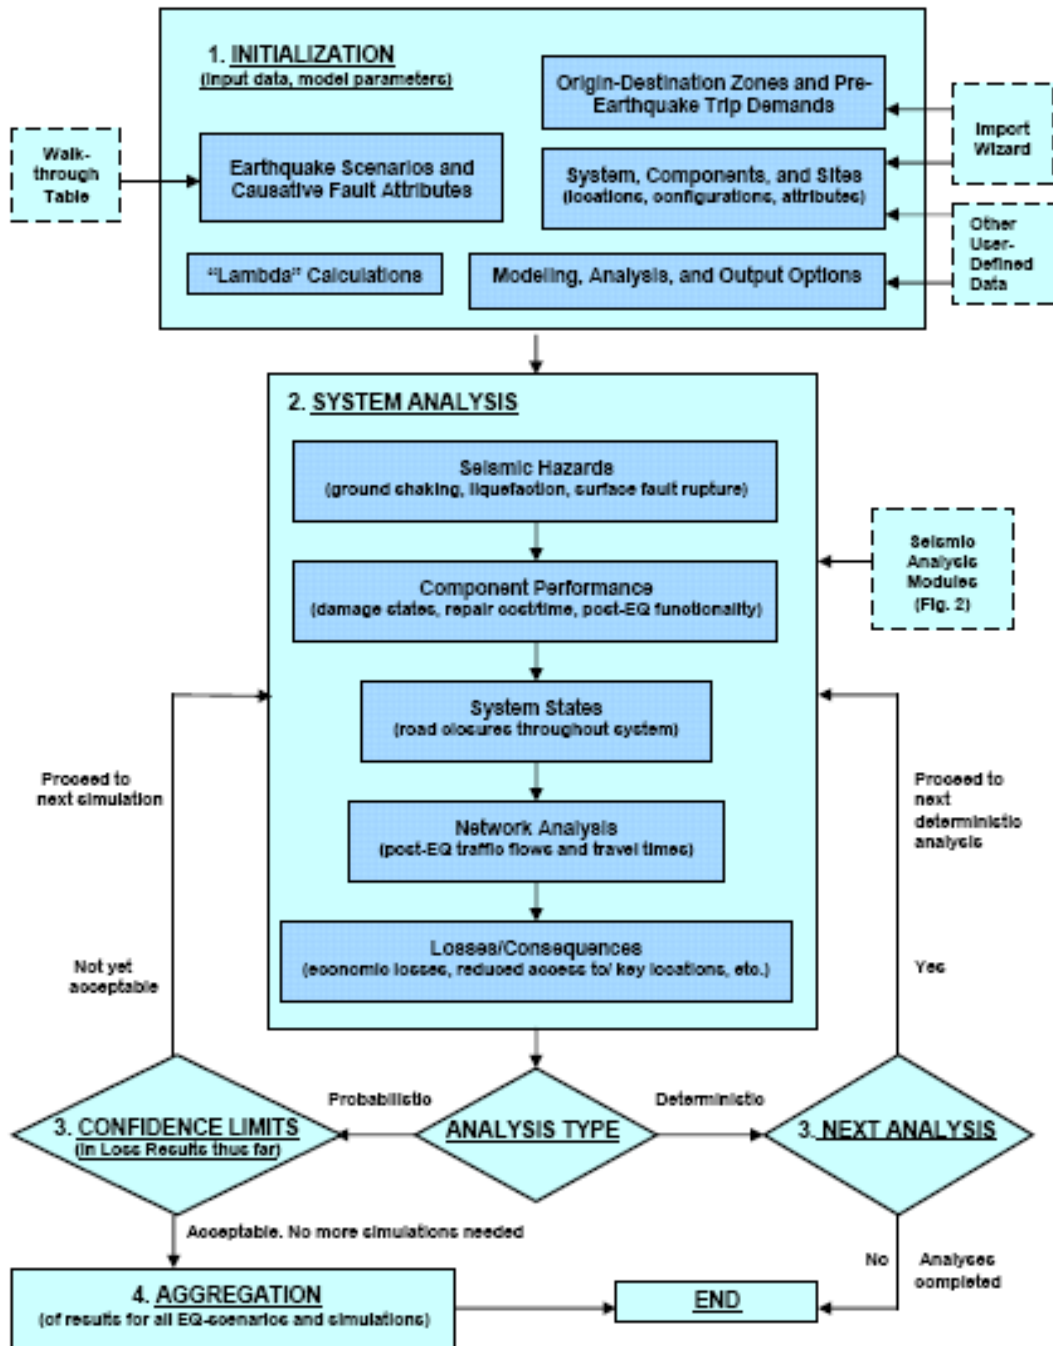 1. INITIALIZATION
(Input data, model parameters)
Origin-Destination Zones and Pre-
Earthquake Trip Demands
Import
Wizard
Walk-
through
Table
Earthquake Scenarios and
Causative Fault Attributes
System, Components, and Sites
(locations, configurations, attributes)
Other
User-
Defined
Data
"Lambda" Calculations
Modeling, Analysis, and Output Options
2. SYSTEM ANALYSIS
Seismic Hazards
(ground shaking, liquefaction, surface fault rupture)
Seismic
Analysis
Modules
(Fig. 2)
Component Performance
(damage states, repair cost/time, post-EQ functionality)
System States
(road closures throughout system)
Proceed to
next simulation
Proceed to
next
deterministic
analysis
Network Analysis
(post-EQ traffic flows and travel times)
Losses/Consequences
(economic losses, reduced access to/ key locations, etc.)
Not yet
acceptable
Yes
Probabilistic
Deterministic
3. CONFIDENCE LIMITS
(in Loss Results thus far)
ANALYSIS TYPE
3. NEXT ANALYSIS
Acceptable. No more simulations needed
No
Analyses
completed
4. AGGREGATION
(of results for all EQ-scenarios and simulations)
END